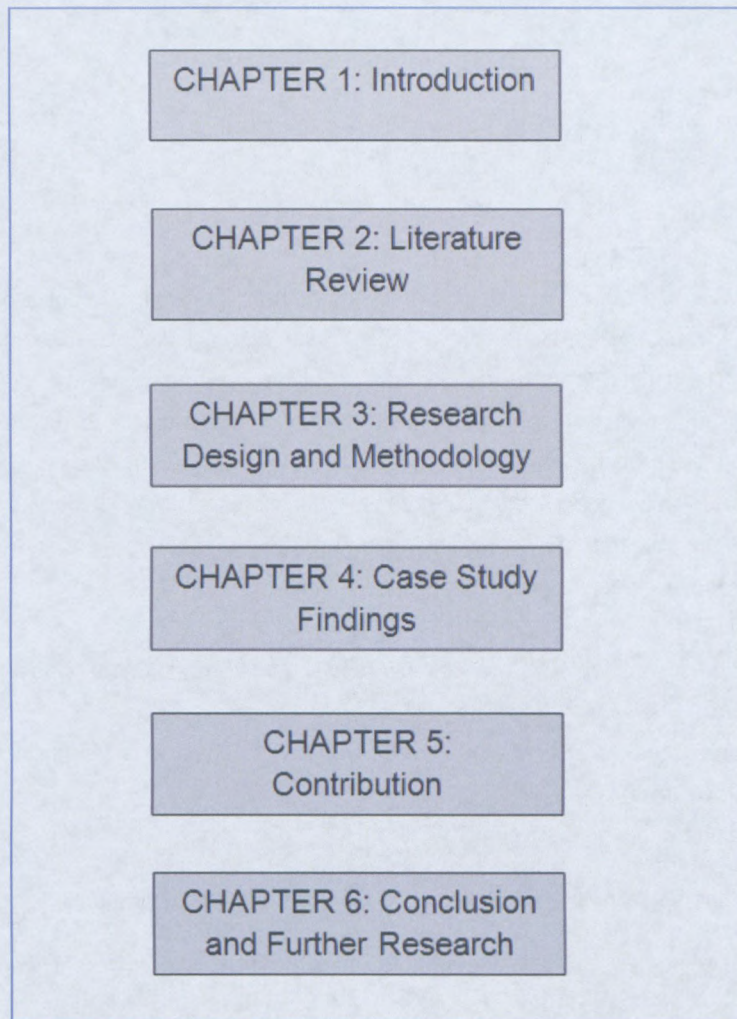 CHAPTER 1: Introduction
CHAPTER 2: Literature
Review
CHAPTER 3: Research
Design and Methodology
CHAPTER 4: Case Study
Findings
CHAPTER 5:
Contribution
CHAPTER 6: Conclusion
and Further Research